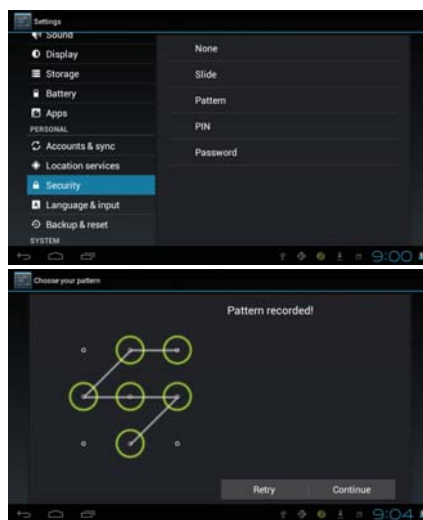 Settings
Sound
Display
Storage
Battery
Apps
PERSONAL
Accounts & sync
Location services
Security
Language & input
Backup & reset
SYSTEM
None
Slide
Pattern
PIN
Password
9:00
Choose your pattern
Pattern recorded!
Retry
Continue
9:04